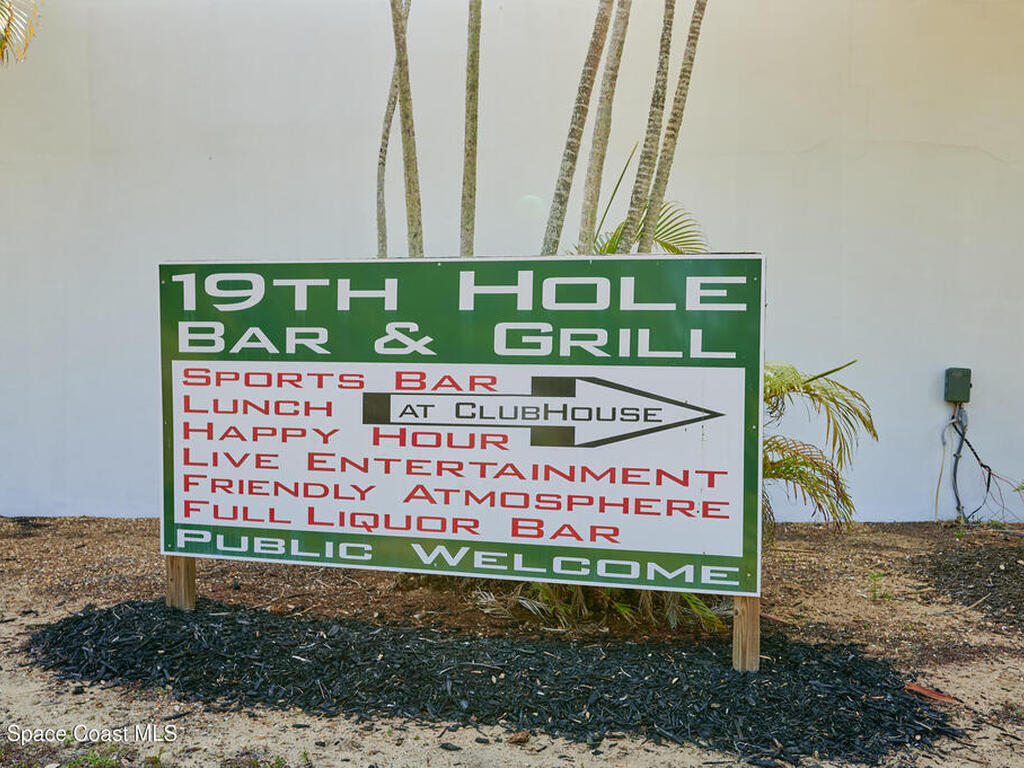 19th Hole
Bar & Grill
Sports Bar
Lunch
at ClubHouse
Happy Hour
Live Entertainment
Friendly Atmosphere
Full Liquor Bar
Public Welcome
Space Coast MLS